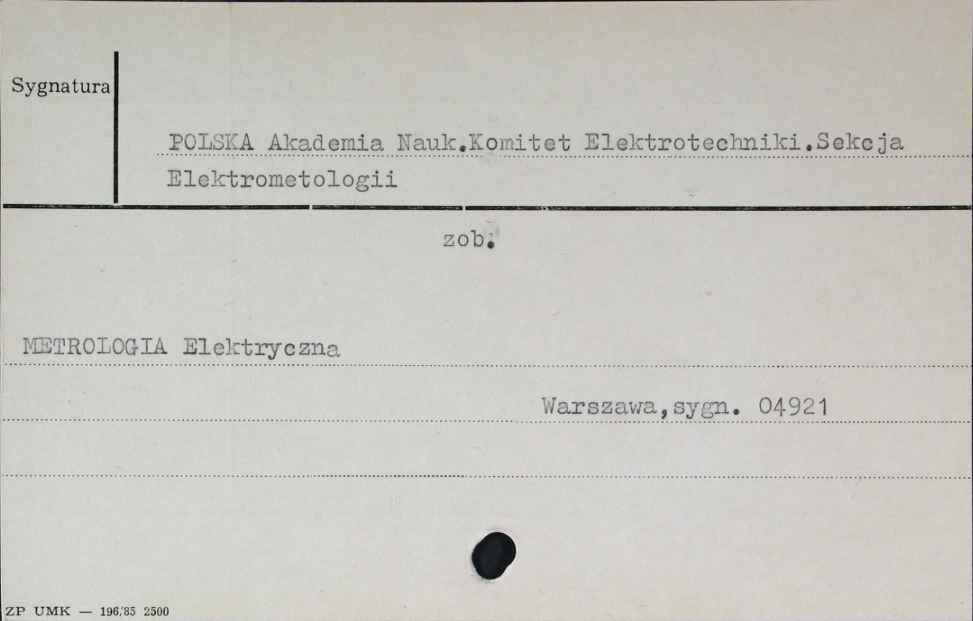 Sygnatura
POLSKA Akademia Nauk.Komitet Elektrotechniki.Sekcja
Elektrometologii
zob.
METROLOGIA Elektryczna
Warszawa,sygn. 04921
ZP UMK — 196/85 2500